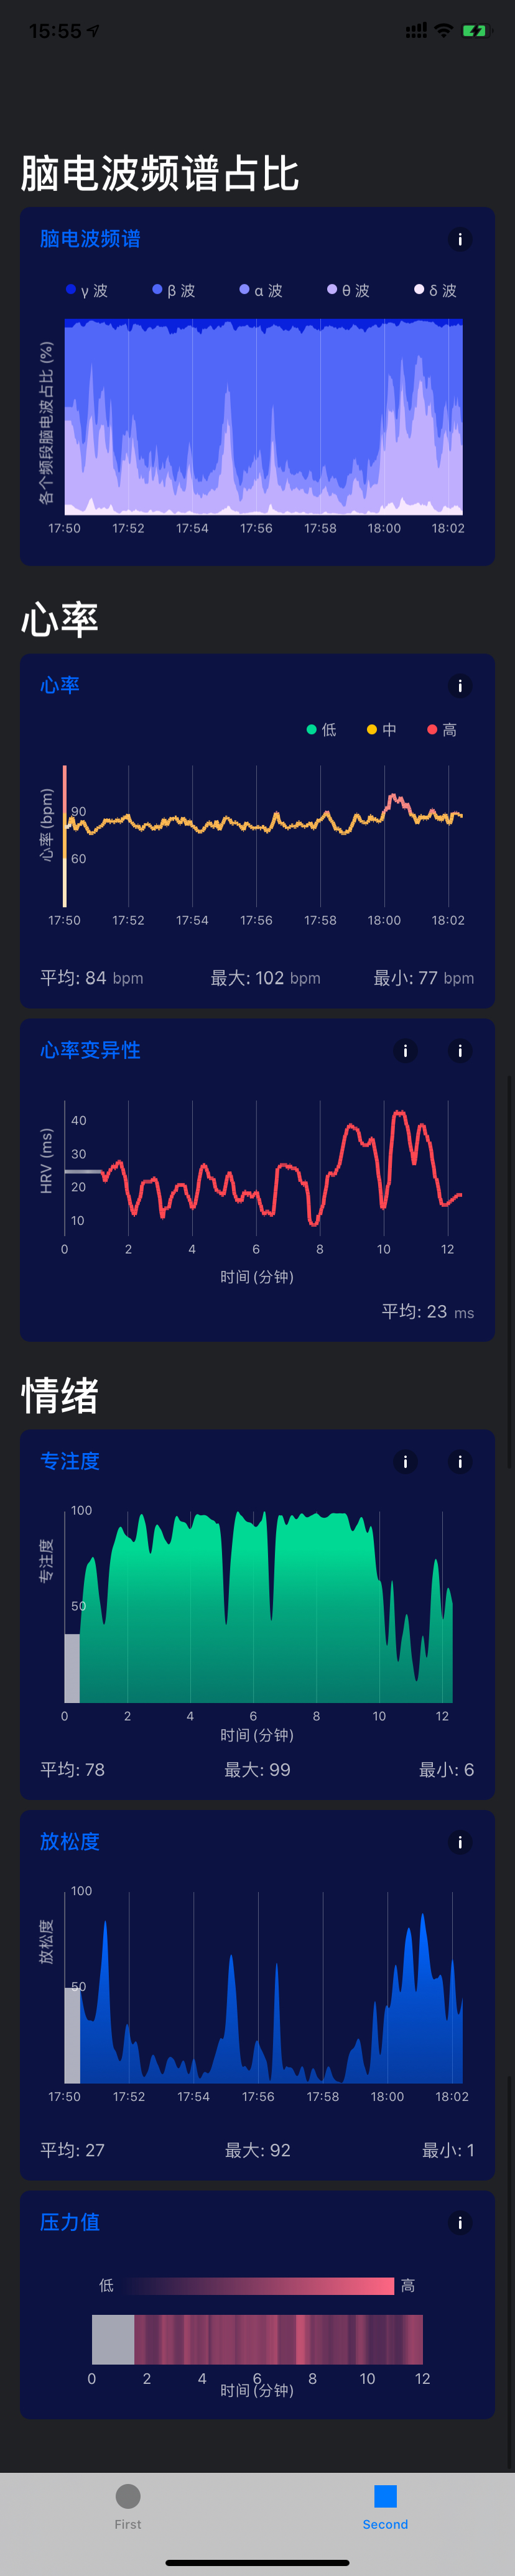 15:55
脑电波频谱占比
脑电波频谱
γ 波 β 波 α 波 θ 波 δ 波
各个频段脑电波占比 (%)
17:50 17:52 17:54 17:56 17:58 18:00 18:02
心率
心率
低 中 高
心率 (bpm)
90
60
17:50 17:52 17:54 17:56 17:58 18:00 18:02
平均: 84 bpm 最大: 102 bpm 最小: 77 bpm
心率变异性
HRV (ms)
40
30
20
10
0 2 4 6 8 10 12
时间 (分钟)
平均: 23 ms
情绪
专注度
专注度
100
50
0 2 4 6 8 10 12
时间 (分钟)
平均: 78 最大: 99 最小: 6
放松度
放松度
100
50
17:50 17:52 17:54 17:56 17:58 18:00 18:02
平均: 27 最大: 92 最小: 1
压力值
低 高
0 2 4 6 8 10 12
时间 (分钟)
First Second